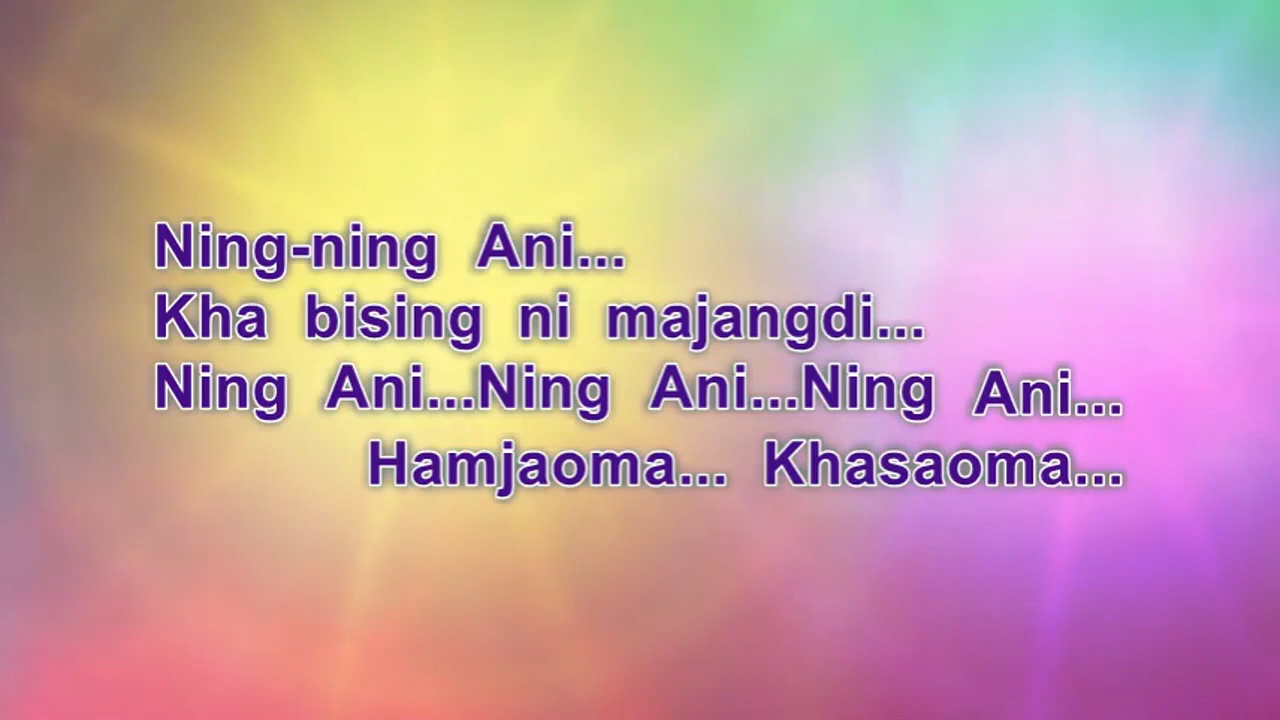 Ning-ning Ani...
Kha bising ni majangdi...
Ning Ani...Ning Ani...Ning Ani...
Hamjaoma... Khasaoma...